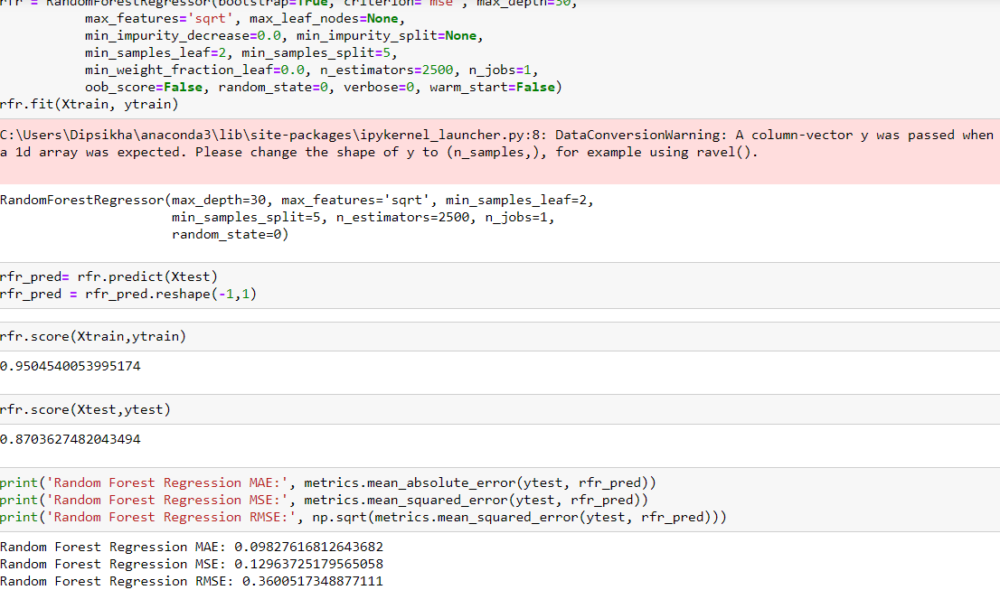 rfr = RandomForestRegressor(bootstrap=True, criterion='mse', max_depth=30,
max_features='sqrt', max_leaf_nodes=None,
min_impurity_decrease=0.0, min_impurity_split=None,
min_samples_leaf=2, min_samples_split=5,
min_weight_fraction_leaf=0.0, n_estimators=2500, n_jobs=1,
oob_score=False, random_state=0, verbose=0, warm_start=False)
rfr.fit(Xtrain, ytrain)
C:\Users\Dipsikha\anaconda3\lib\site-packages\ipykernel_launcher.py:8: DataConversionWarning: A column-vector y was passed when
a 1d array was expected. Please change the shape of y to (n_samples,), for example using ravel().
RandomForestRegressor(max_depth=30, max_features='sqrt', min_samples_leaf=2,
min_samples_split=5, n_estimators=2500, n_jobs=1,
random_state=0)
rfr_pred= rfr.predict(Xtest)
rfr_pred = rfr_pred.reshape(-1,1)
rfr.score(Xtrain,ytrain)
0.9504540053995174
rfr.score(Xtest,ytest)
0.8703627482043494
print('Random Forest Regression MAE:', metrics.mean_absolute_error(ytest, rfr_pred))
print('Random Forest Regression MSE:', metrics.mean_squared_error(ytest, rfr_pred))
print('Random Forest Regression RMSE:', np.sqrt(metrics.mean_squared_error(ytest, rfr_pred)))
Random Forest Regression MAE: 0.09827616812643682
Random Forest Regression MSE: 0.12963725179565058
Random Forest Regression RMSE: 0.3600517348877111